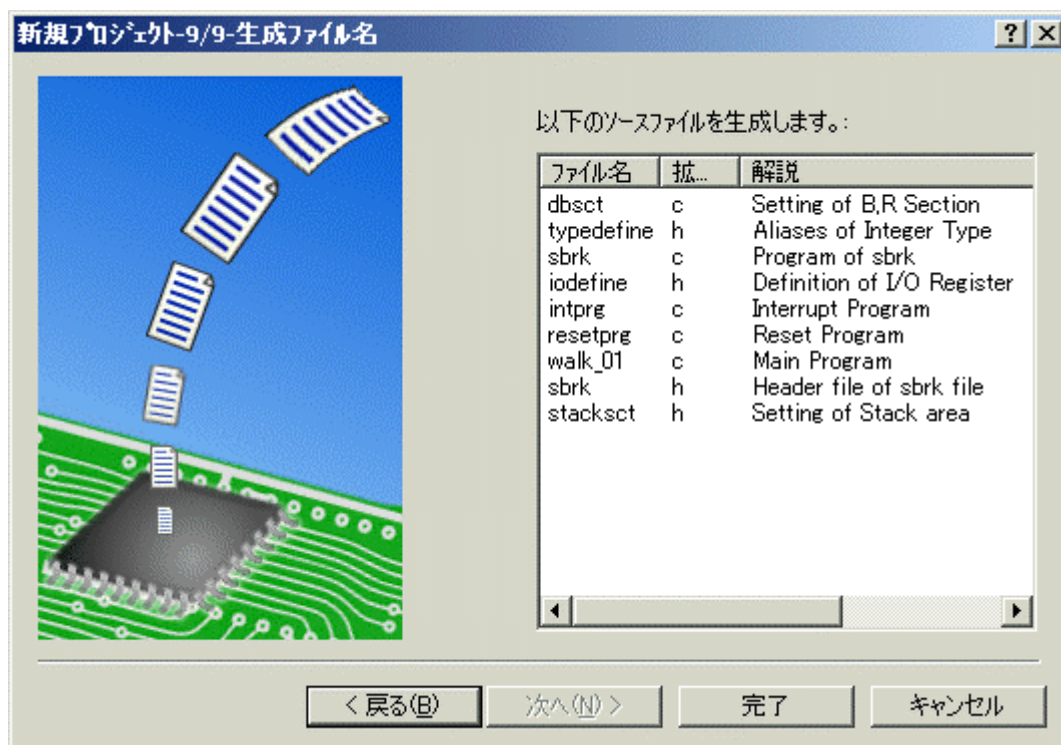 新規プロジェクト-9/9-生成ファイル名
以下のソースファイルを生成します。:
ファイル名 拡... 解説
dbsct c Setting of B,R Section
typedefine h Aliases of Integer Type
sbrk c Program of sbrk
iodefine h Definition of I/O Register
intprg c Interrupt Program
resetprg c Reset Program
walk_01 c Main Program
sbrk h Header file of sbrk file
stacksct h Setting of Stack area
< 戻る(B) 次へ(N) > 完了 キャンセル